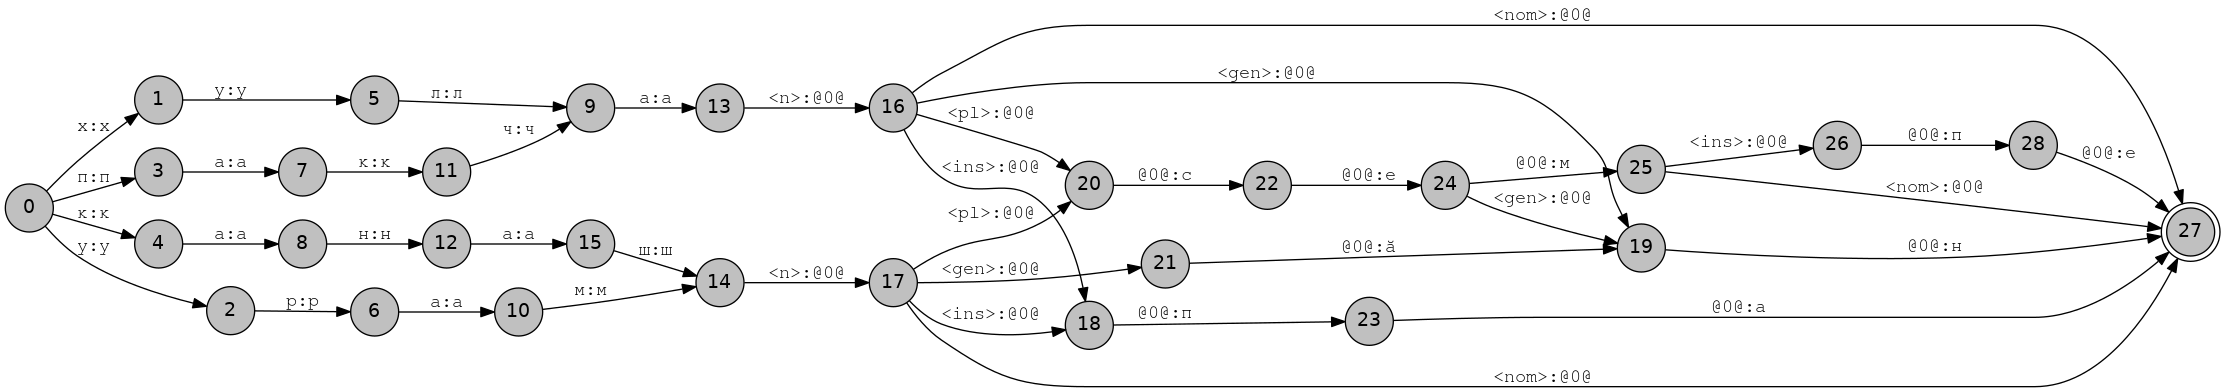 <nom>:@0@
<gen>:@0@
1 у:у 5 л:л 9 а:а 13 <n>:@0@ 16 <pl>:@0@
х:х ч:ч <ins>:@0@ 25 <ins>:@0@ 26 @0@:п 28 @0@:е
п:п 3 а:а 7 к:к 11 20 @0@:с 22 @0@:е 24 @0@:м <gen>:@0@ <nom>:@0@
0 к:к 4 а:а 8 н:н 12 а:а 15 ш:ш <pl>:@0@ 19 @0@:н 27
у:у 14 <n>:@0@ 17 <gen>:@0@ 21 @0@:ӑ
2 р:р 6 а:а 10 м:м <ins>:@0@ 18 @0@:п 23 @0@:а
<nom>:@0@